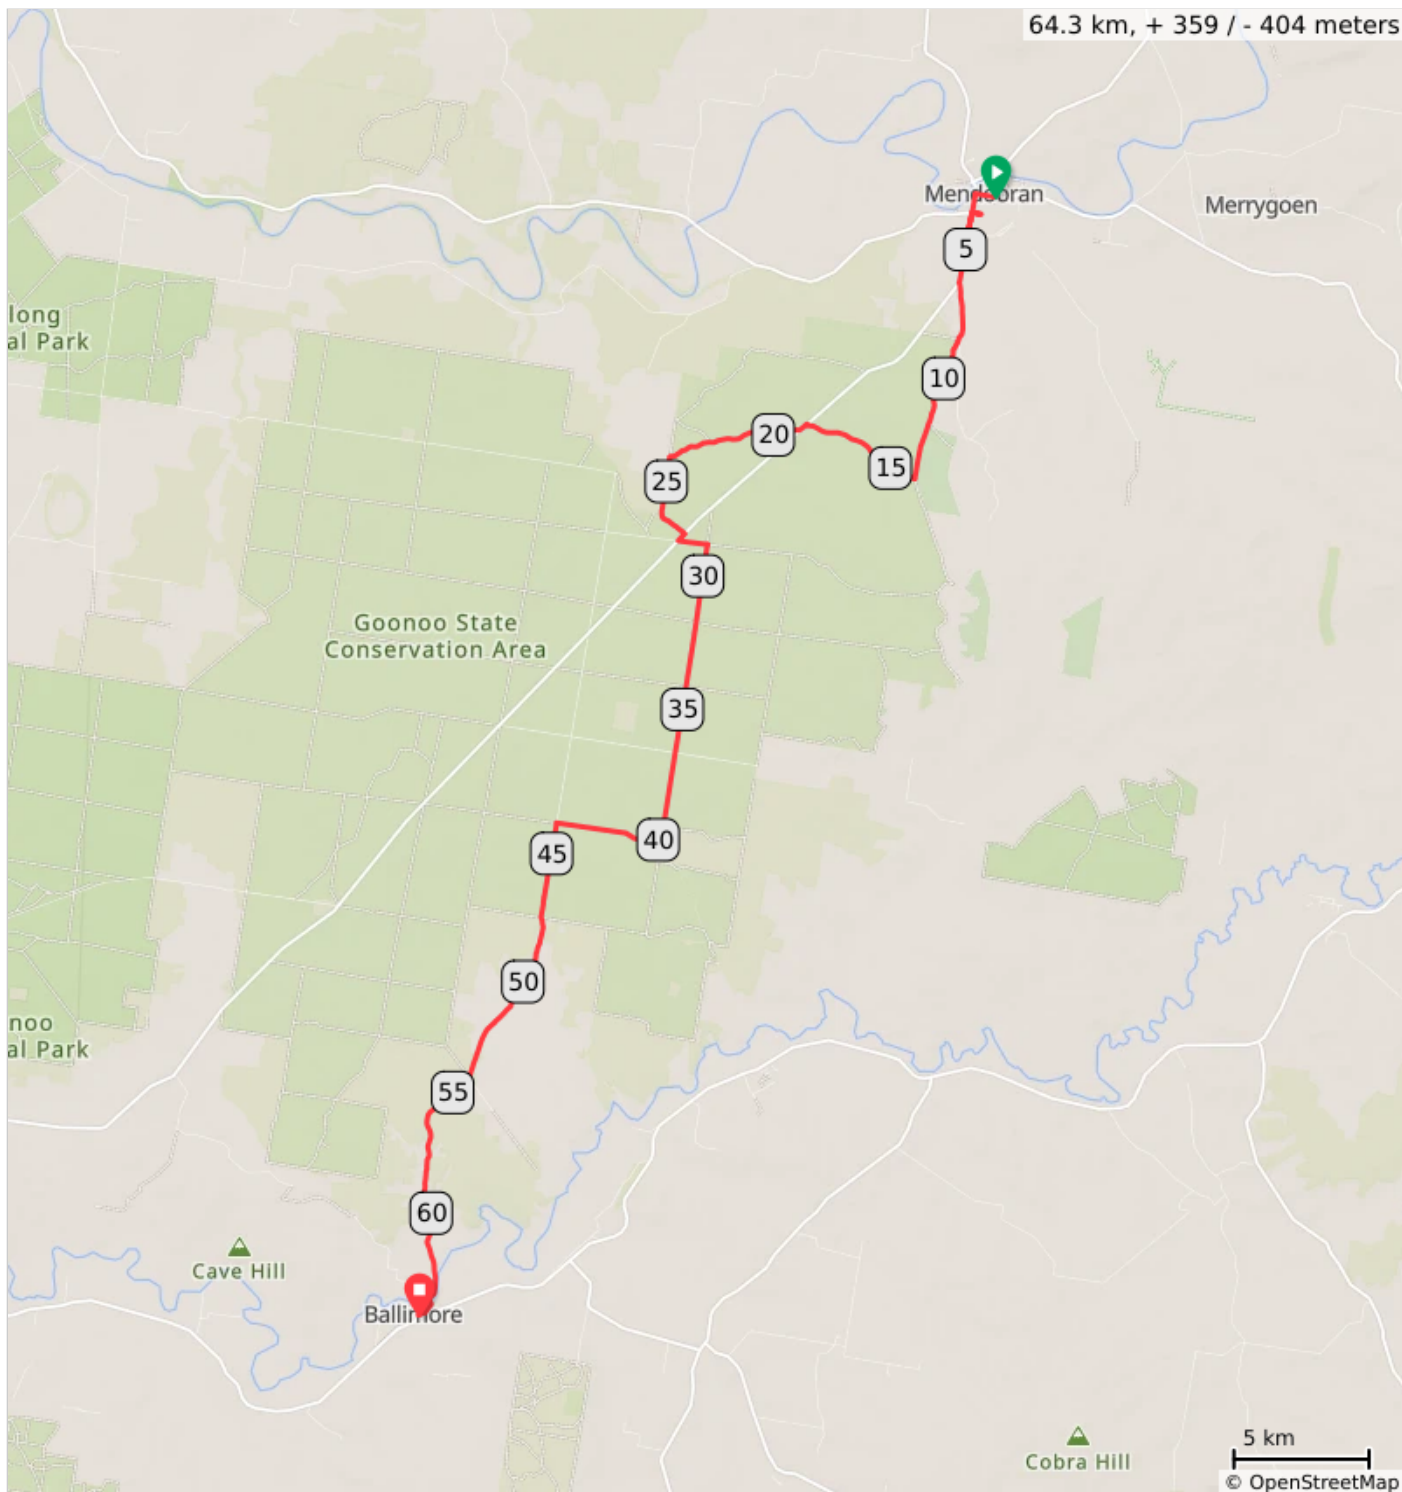 64.3 km, + 359 / - 404 meters
Mendooran
Merrygoen
5
long
al Park
10
20
15
25
30
Goonoo State
Conservation Area
35
40
45
50
noo
al Park
55
60
Cave Hill
Ballimore
5 km
Cobra Hill
© OpenStreetMap